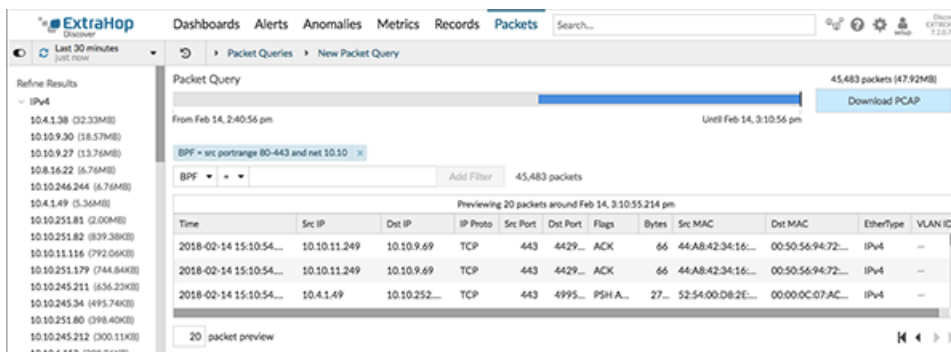 ExtraHop
Discover
Dashboards Alerts Anomalies Metrics Records Packets Search...
setup
Last 30 minutes
just now
Packet Queries New Packet Query
Refine Results
IPv4
10.4.1.38 (32.33MB)
10.10.9.30 (18.57MB)
10.10.9.27 (13.76MB)
10.8.16.22 (6.76MB)
10.10.246.244 (6.76MB)
10.4.1.49 (5.36MB)
10.10.251.81 (2.00MB)
10.10.251.82 (839.38KB)
10.10.11.116 (792.06KB)
10.10.251.179 (744.84KB)
10.10.245.211 (636.23KB)
10.10.245.34 (495.74KB)
10.10.251.80 (398.40KB)
10.10.245.212 (300.11KB)
Packet Query
45,483 packets (47.92MB)
Download PCAP
From Feb 14, 2:40:56 pm
Until Feb 14, 3:10:56 pm
BPF = src portrange 80-443 and net 10.10 ×
BPF = Add Filter 45,483 packets
Previewing 20 packets around Feb 14, 3:10:55.214 pm
Time Src IP Dst IP IP Proto Src Port Dst Port Flags Bytes Src MAC Dst MAC EtherType VLAN ID
2018-02-14 15:10:54.... 10.10.11.249 10.10.9.69 TCP 443 4429... ACK 66 44:A8:42:34:16:... 00:50:56:94:72:... IPv4 —
2018-02-14 15:10:54.... 10.10.11.249 10.10.9.69 TCP 443 4429... ACK 66 44:A8:42:34:16:... 00:50:56:94:72:... IPv4 —
2018-02-14 15:10:54.... 10.4.1.49 10.10.252.... TCP 443 4995... PSH A... 27... 52:54:00:D8:2E:... 00:00:0C:07:AC... IPv4 —
20 packet preview